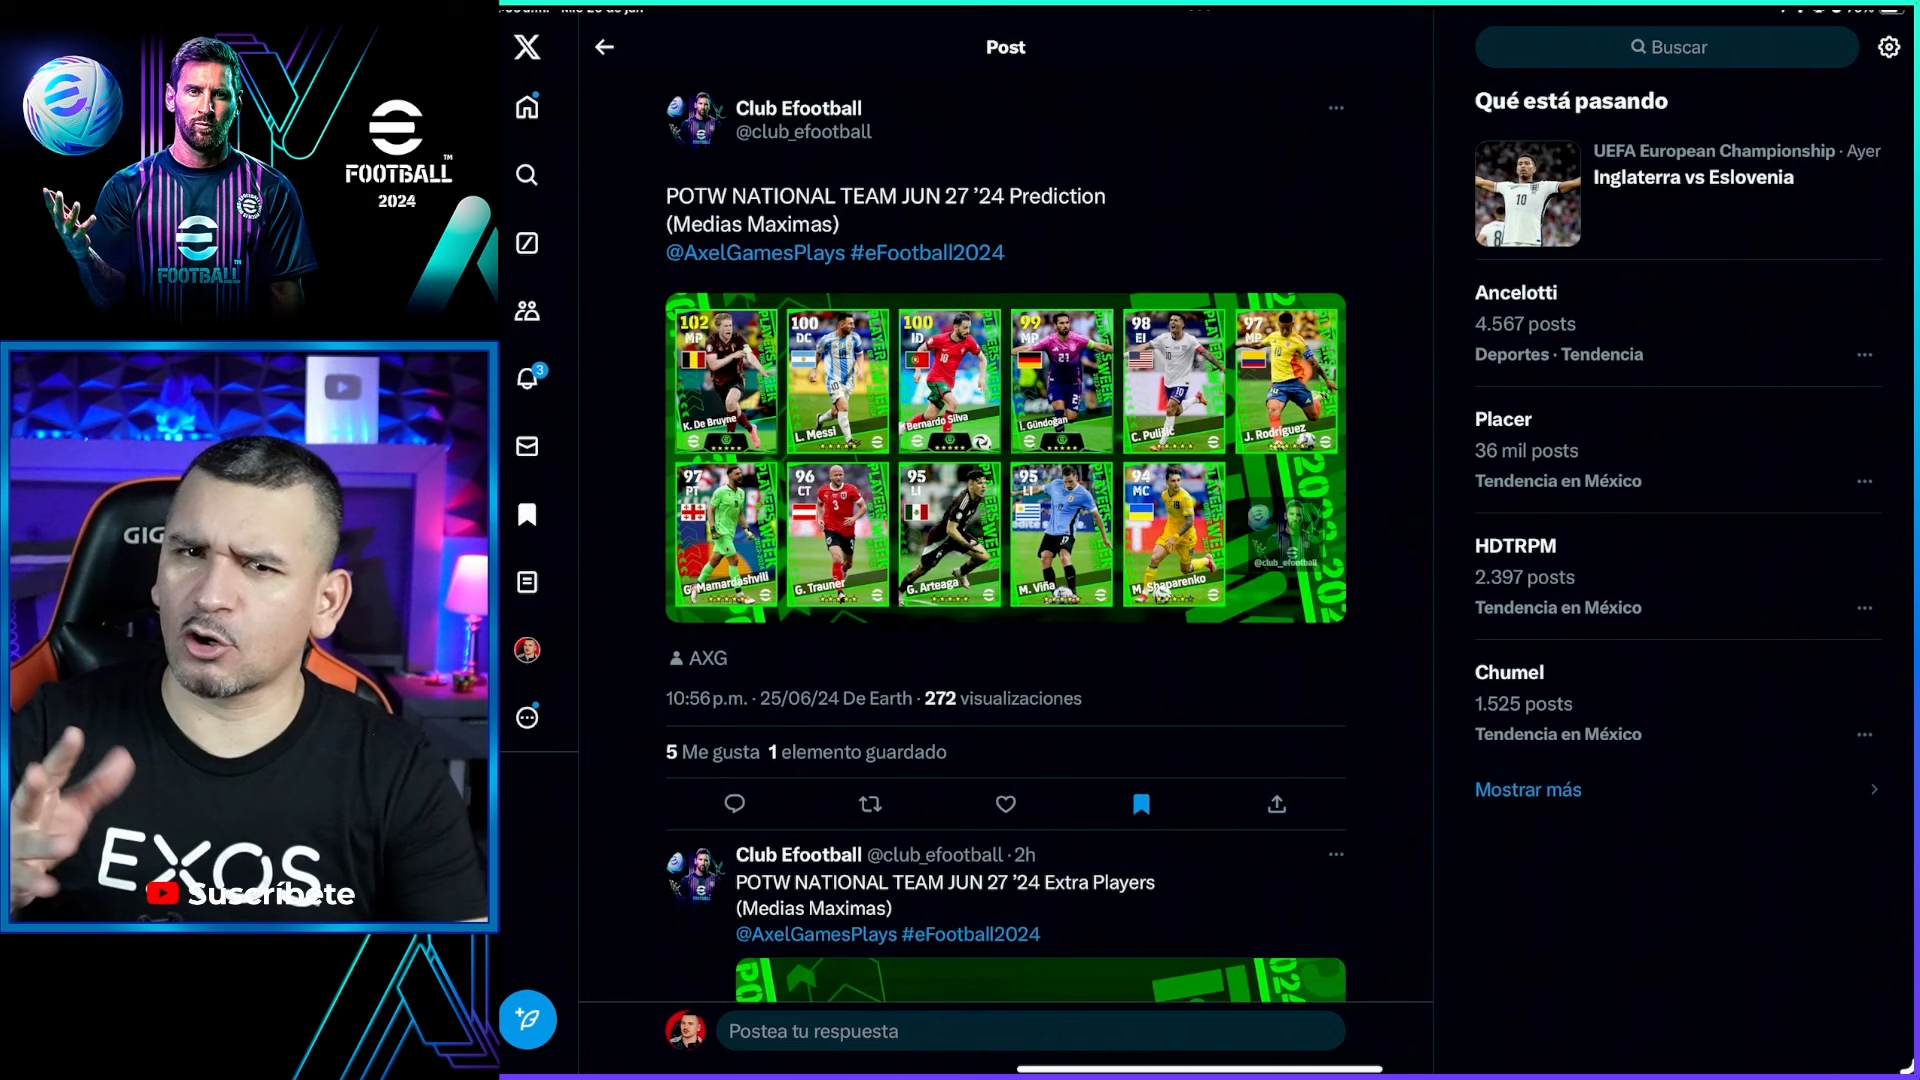 FOOTBALL™
2024
FOOTBALL™
GIG
EXOS
Suscríbete
Post
Club Efootball
@club_efootball
POTW NATIONAL TEAM JUN 27 '24 Prediction
(Medias Maximas)
@AxelGamesPlays #eFootball2024
102
MP
K. De Bruyne
100
DC
L. Messi
100
ID
Bernardo Silva
99
MP
İ. Gündoğan
98
EI
C. Pulišić
97
MP
J. Rodríguez
97
PT
G. Mamardashvili
96
CT
G. Trauner
95
LI
G. Arteaga
95
LI
M. Viña
94
MC
M. Shaparenko
@club_efootball
AXG
10:56 p.m. · 25/06/24 De Earth · 272 visualizaciones
5 Me gusta 1 elemento guardado
Club Efootball @club_efootball · 2h
POTW NATIONAL TEAM JUN 27 '24 Extra Players
(Medias Maximas)
@AxelGamesPlays #eFootball2024
Postea tu respuesta
3
Buscar
Qué está pasando
UEFA European Championship · Ayer
Inglaterra vs Eslovenia
Ancelotti
4.567 posts
Deportes · Tendencia
Placer
36 mil posts
Tendencia en México
HDTRPM
2.397 posts
Tendencia en México
Chumel
1.525 posts
Tendencia en México
Mostrar más